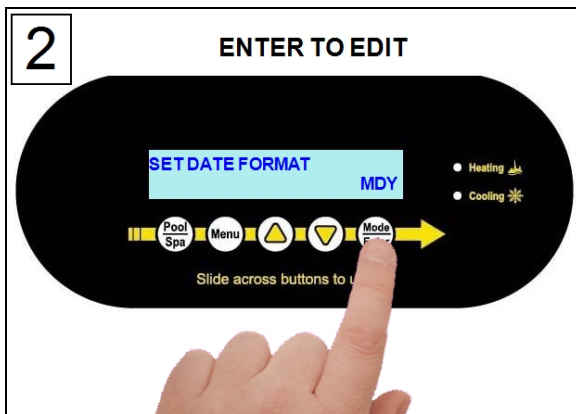 2
ENTER TO EDIT
SET DATE FORMAT
MDY
Heating
Cooling
Pool
Spa
Menu
Mode
Slide across buttons to